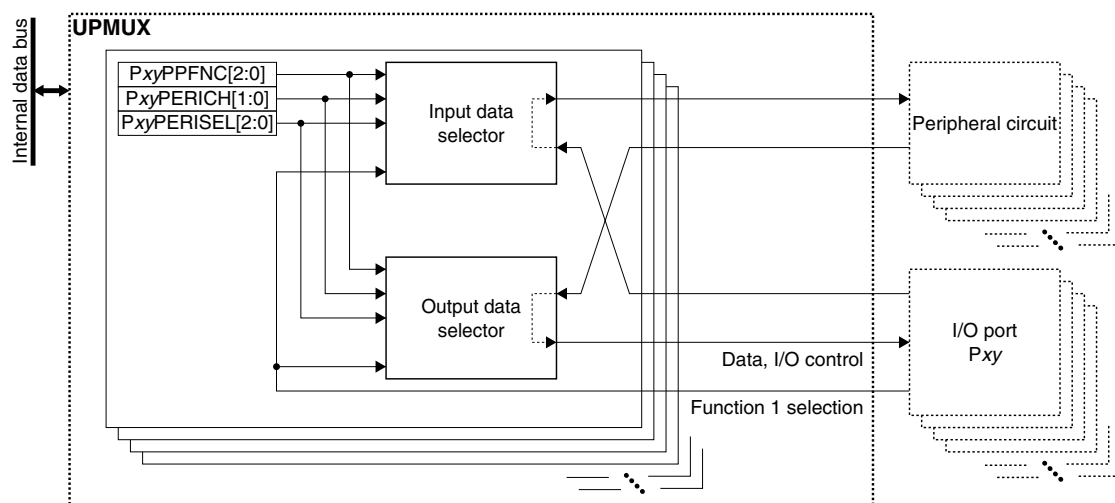 UPMUX
Internal data bus
PxyPPFNC[2:0]
PxyPERICH[1:0]
PxyPERISEL[2:0]
Input data
selector
Peripheral circuit
Output data
selector
I/O port
Pxy
Data, I/O control
Function 1 selection